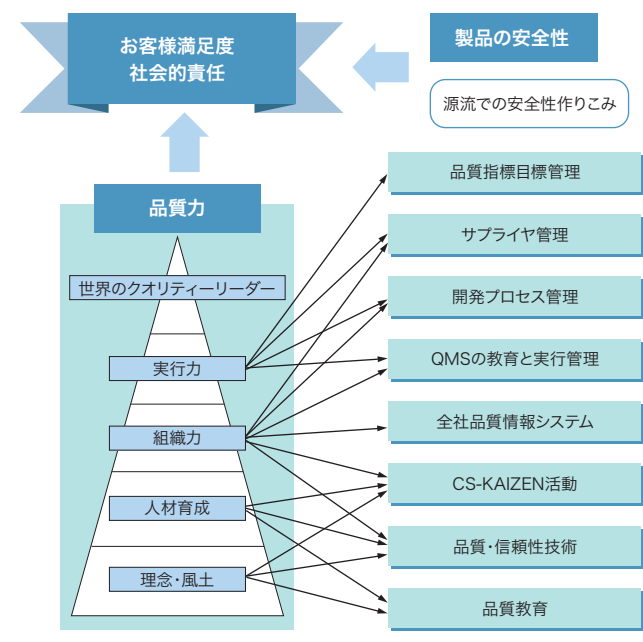 お客様満足度
社会的責任
製品の安全性
源流での安全性作りこみ
品質力
世界のクオリティーリーダー
実行力
組織力
人材育成
理念・風土
品質指標目標管理
サプライヤ管理
開発プロセス管理
QMSの教育と実行管理
全社品質情報システム
CS-KAIZEN活動
品質・信頼性技術
品質教育